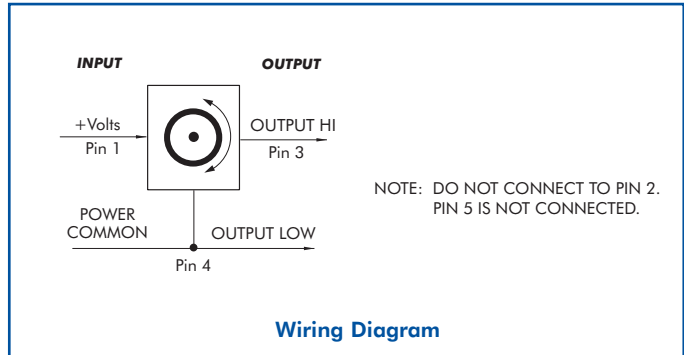 INPUT
OUTPUT
+Volts
Pin 1
OUTPUT HI
Pin 3
NOTE: DO NOT CONNECT TO PIN 2.
PIN 5 IS NOT CONNECTED.
POWER
COMMON
OUTPUT LOW
Pin 4
Wiring Diagram